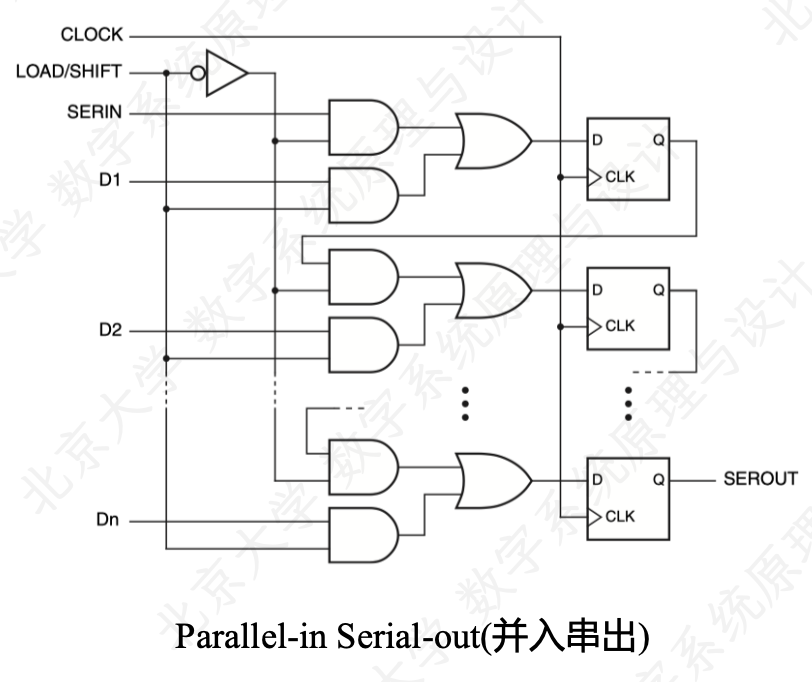 CLOCK
LOAD/SHIFT
SERIN
D Q
D1
CLK
D Q
D2
CLK
D Q
SEROUT
Dn
CLK
Parallel-in Serial-out(并入串出)
北京大学 数字系统原理与设计